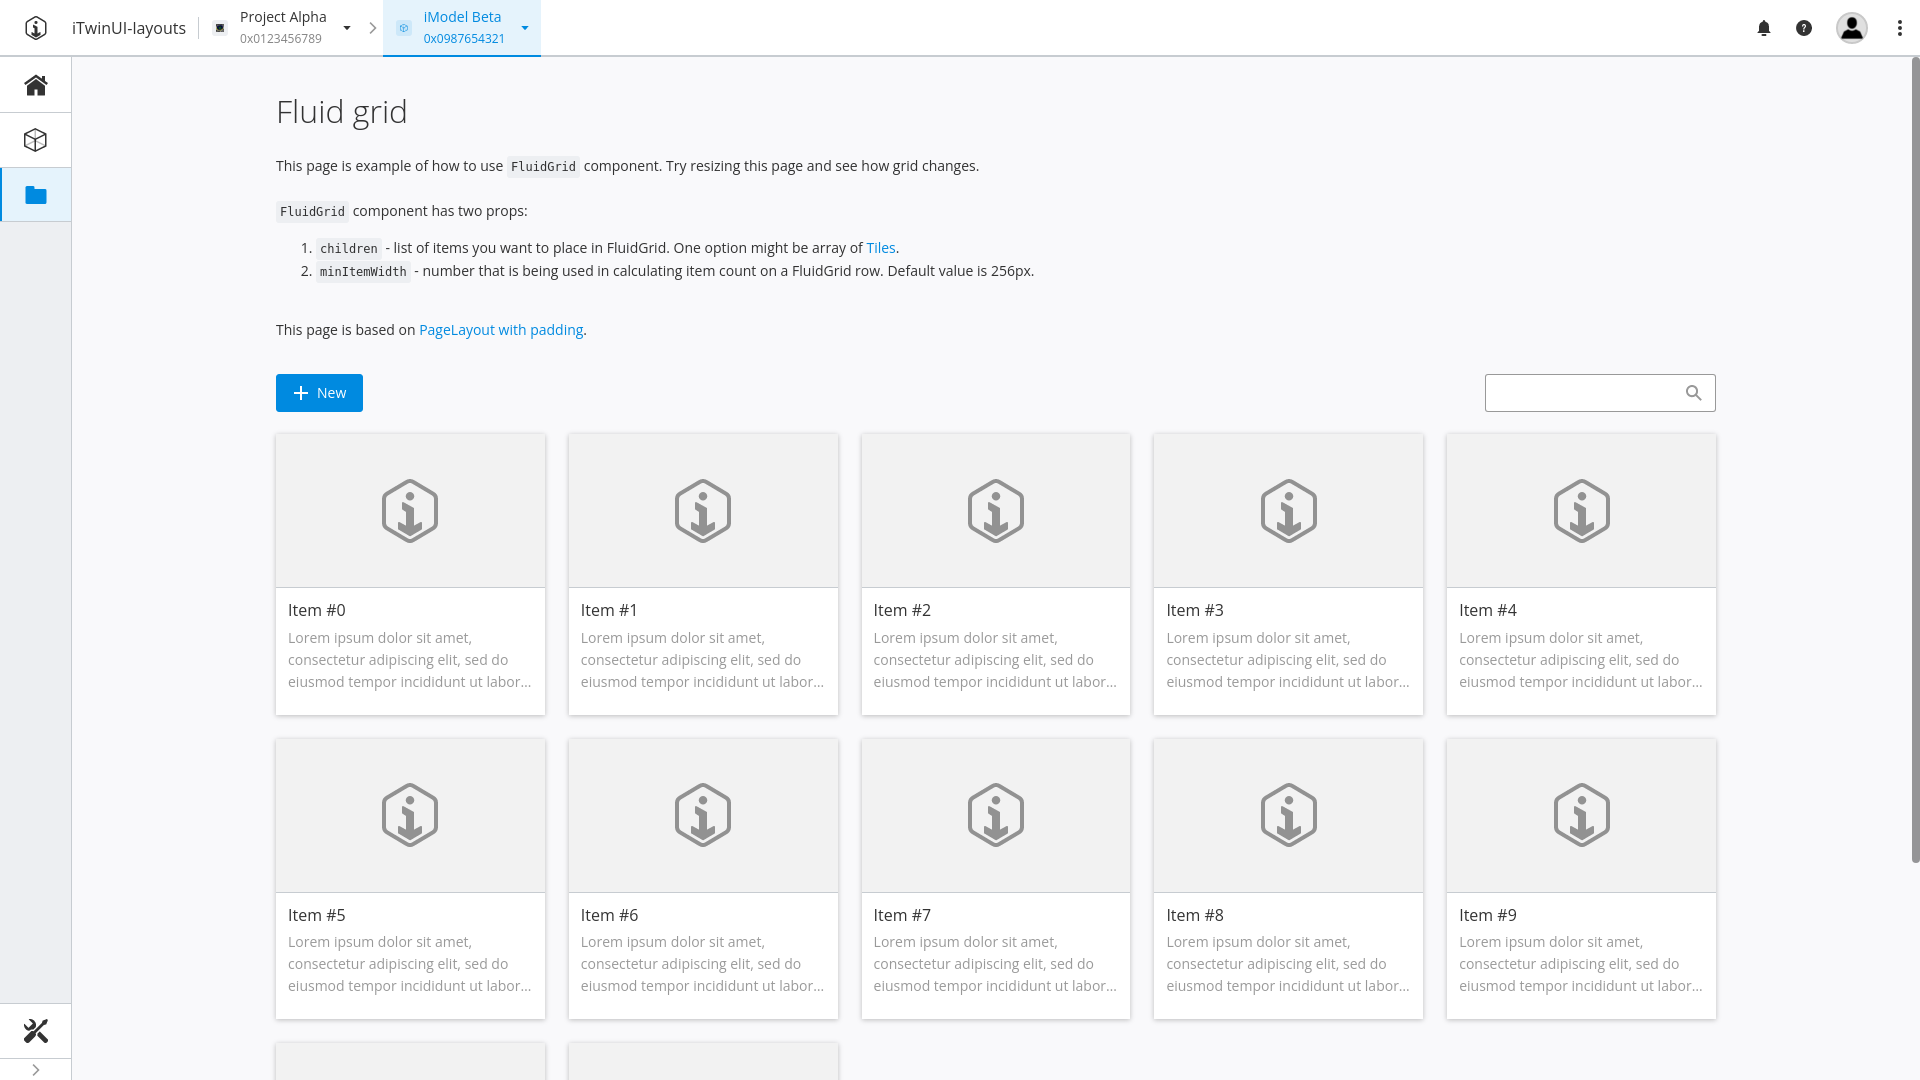 iTwinUI-layouts
Project Alpha
0x0123456789
iModel Beta
0x0987654321
Fluid grid
This page is example of how to use FluidGrid component. Try resizing this page and see how grid changes.
FluidGrid component has two props:
1. children - list of items you want to place in FluidGrid. One option might be array of Tiles.
2. minItemWidth - number that is being used in calculating item count on a FluidGrid row. Default value is 256px.
This page is based on PageLayout with padding.
New
Item #0
Lorem ipsum dolor sit amet,
consectetur adipiscing elit, sed do
eiusmod tempor incididunt ut labor...
Item #1
Lorem ipsum dolor sit amet,
consectetur adipiscing elit, sed do
eiusmod tempor incididunt ut labor...
Item #2
Lorem ipsum dolor sit amet,
consectetur adipiscing elit, sed do
eiusmod tempor incididunt ut labor...
Item #3
Lorem ipsum dolor sit amet,
consectetur adipiscing elit, sed do
eiusmod tempor incididunt ut labor...
Item #4
Lorem ipsum dolor sit amet,
consectetur adipiscing elit, sed do
eiusmod tempor incididunt ut labor...
Item #5
Lorem ipsum dolor sit amet,
consectetur adipiscing elit, sed do
eiusmod tempor incididunt ut labor...
Item #6
Lorem ipsum dolor sit amet,
consectetur adipiscing elit, sed do
eiusmod tempor incididunt ut labor...
Item #7
Lorem ipsum dolor sit amet,
consectetur adipiscing elit, sed do
eiusmod tempor incididunt ut labor...
Item #8
Lorem ipsum dolor sit amet,
consectetur adipiscing elit, sed do
eiusmod tempor incididunt ut labor...
Item #9
Lorem ipsum dolor sit amet,
consectetur adipiscing elit, sed do
eiusmod tempor incididunt ut labor...